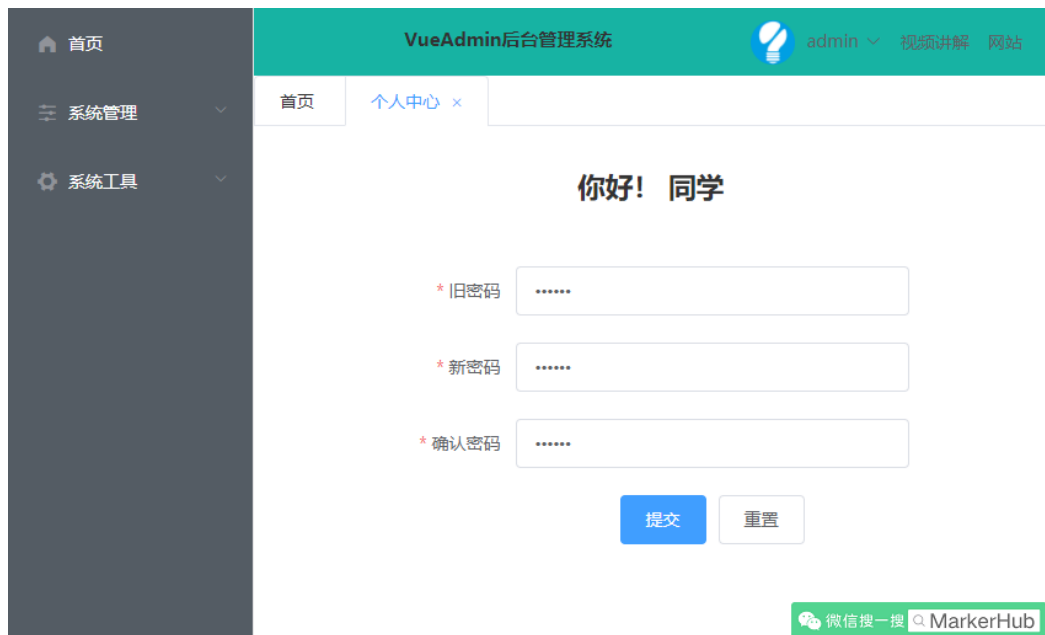 首页
系统管理
系统工具
VueAdmin后台管理系统
admin 视频讲解 网站
首页 个人中心 ×
你好！ 同学
* 旧密码 ••••••
* 新密码 ••••••
* 确认密码 ••••••
提交 重置
微信搜一搜 MarkerHub